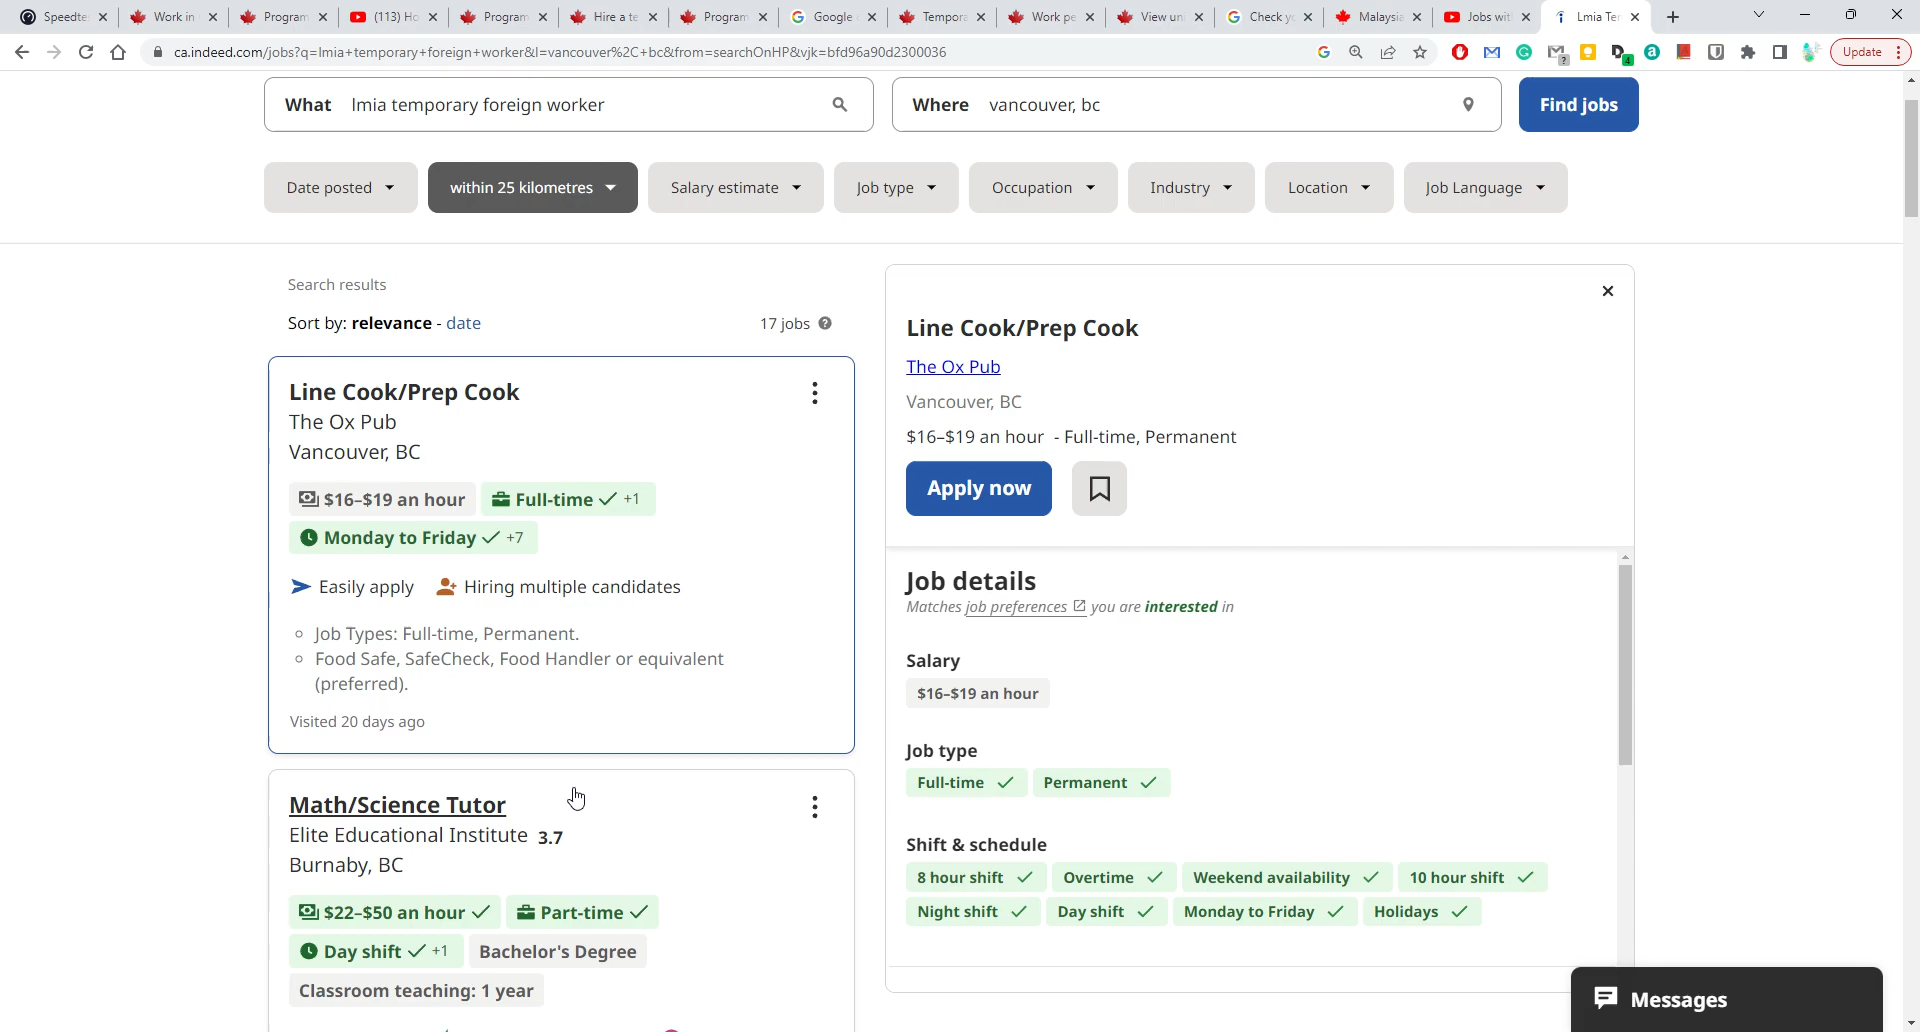 Speedtes
Work in
Program
(113) Ho
Program
Hire a te
Program
Google
Tempora
Work pe
View un
Check yo
Malaysia
Jobs wit
Lmia Tem
ca.indeed.com/jobs?q=lmia+temporary+foreign+worker&l=vancouver%2C+bc&from=searchOnHP&vjk=bfd96a90d2300036
Update
What lmia temporary foreign worker
Where vancouver, bc
Find jobs
Date posted
within 25 kilometres
Salary estimate
Job type
Occupation
Industry
Location
Job Language
Search results
Sort by: relevance - date
17 jobs
Line Cook/Prep Cook
The Ox Pub
Vancouver, BC
$16–$19 an hour
Full-time +1
Monday to Friday +7
Easily apply
Hiring multiple candidates
Job Types: Full-time, Permanent.
Food Safe, SafeCheck, Food Handler or equivalent
(preferred).
Visited 20 days ago
Math/Science Tutor
Elite Educational Institute 3.7
Burnaby, BC
$22–$50 an hour
Part-time
Day shift +1
Bachelor's Degree
Classroom teaching: 1 year
Line Cook/Prep Cook
The Ox Pub
Vancouver, BC
$16–$19 an hour - Full-time, Permanent
Apply now
Job details
Matches job preferences you are interested in
Salary
$16–$19 an hour
Job type
Full-time
Permanent
Shift & schedule
8 hour shift
Overtime
Weekend availability
10 hour shift
Night shift
Day shift
Monday to Friday
Holidays
Messages